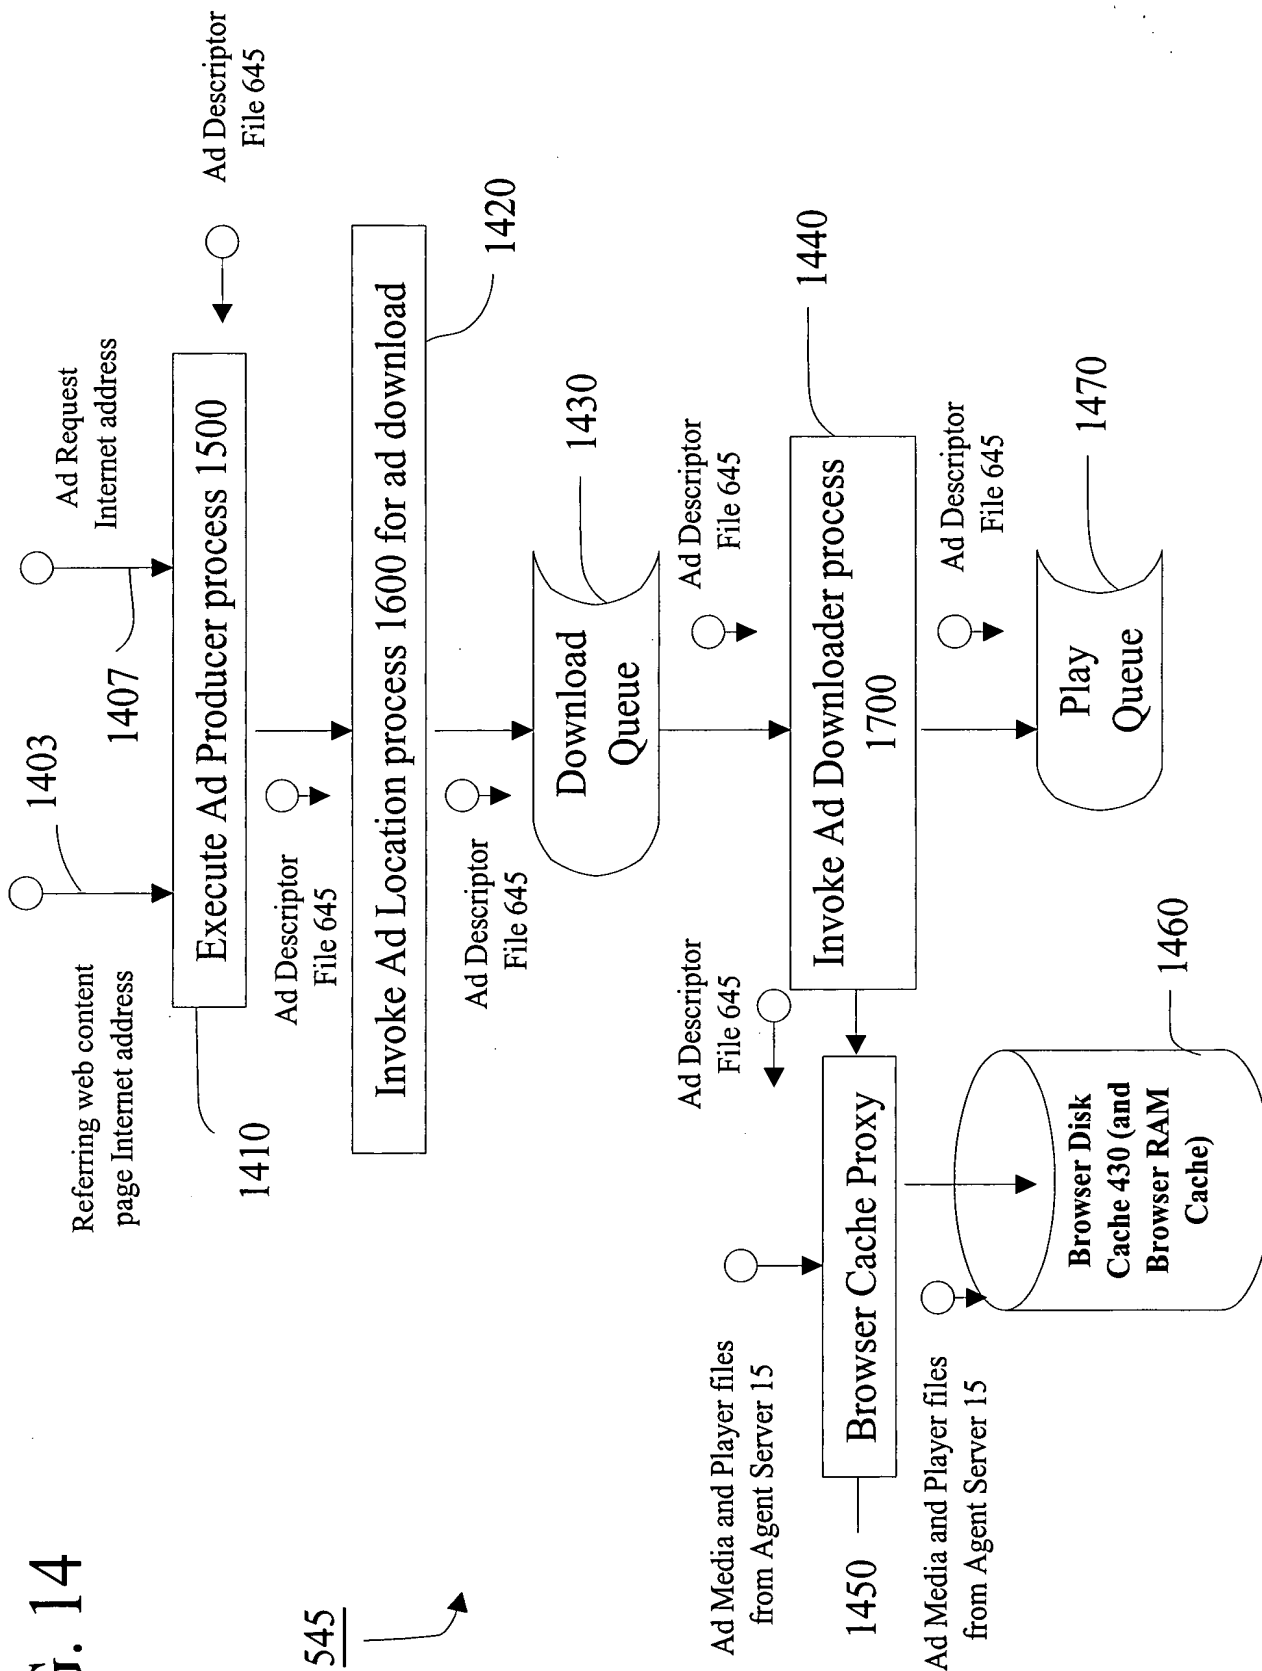 G. 14
545
Referring web content
page Internet address
1403
Ad Request
Internet address
1407
1410
Execute Ad Producer process 1500
Ad Descriptor
File 645
Ad Descriptor
File 645
Invoke Ad Location process 1600 for ad download
1420
Ad Descriptor
File 645
Download
Queue
1430
Ad Descriptor
File 645
Ad Descriptor
File 645
Invoke Ad Downloader process
1700
1440
Ad Media and Player files
from Agent Server 15
1450
Browser Cache Proxy
Ad Descriptor
File 645
Play
Queue
1470
Ad Media and Player files
from Agent Server 15
Browser Disk
Cache 430 (and
Browser RAM
Cache)
1460